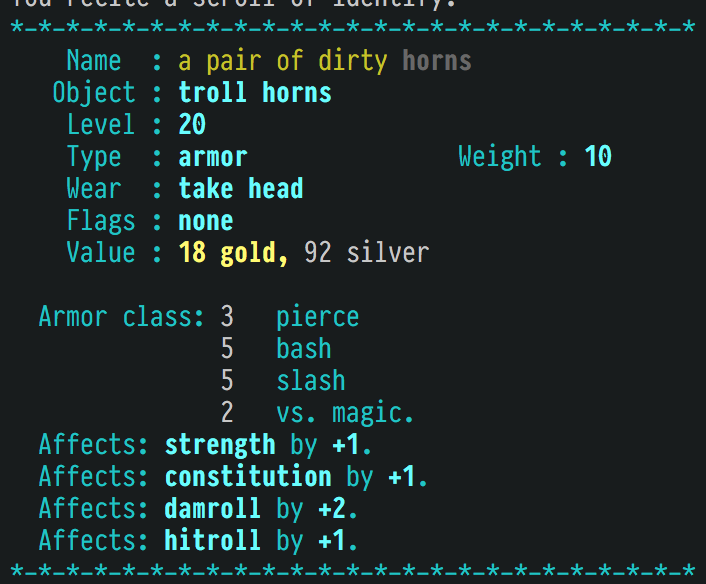 You recite a scroll of identify.
*-*-*-*-*-*-*-*-*-*-*-*-*-*-*-*-*-*-*-*-*-*-*-*-*
Name : a pair of dirty horns
Object : troll horns
Level : 20
Type : armor Weight : 10
Wear : take head
Flags : none
Value : 18 gold, 92 silver
Armor class: 3 pierce
5 bash
5 slash
2 vs. magic.
Affects: strength by +1.
Affects: constitution by +1.
Affects: damroll by +2.
Affects: hitroll by +1.
*-*-*-*-*-*-*-*-*-*-*-*-*-*-*-*-*-*-*-*-*-*-*-*-*